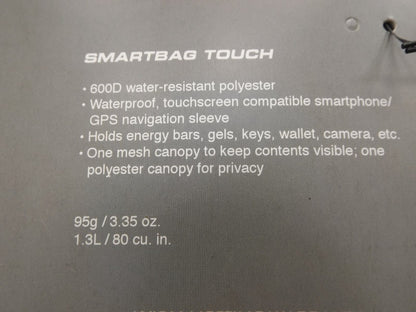 SMARTBAG TOUCH
• 600D water-resistant polyester
• Waterproof, touchscreen compatible smartphone/
GPS navigation sleeve
• Holds energy bars, gels, keys, wallet, camera, etc.
• One mesh canopy to keep contents visible; one
polyester canopy for privacy
95g / 3.35 oz.
1.3L / 80 cu. in.